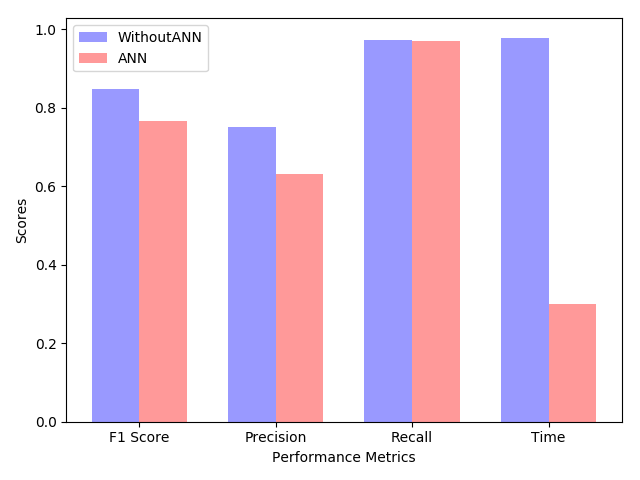 WithoutANN
ANN
1.0
0.8
0.6
0.4
0.2
0.0
Scores
F1 Score
Precision
Recall
Time
Performance Metrics